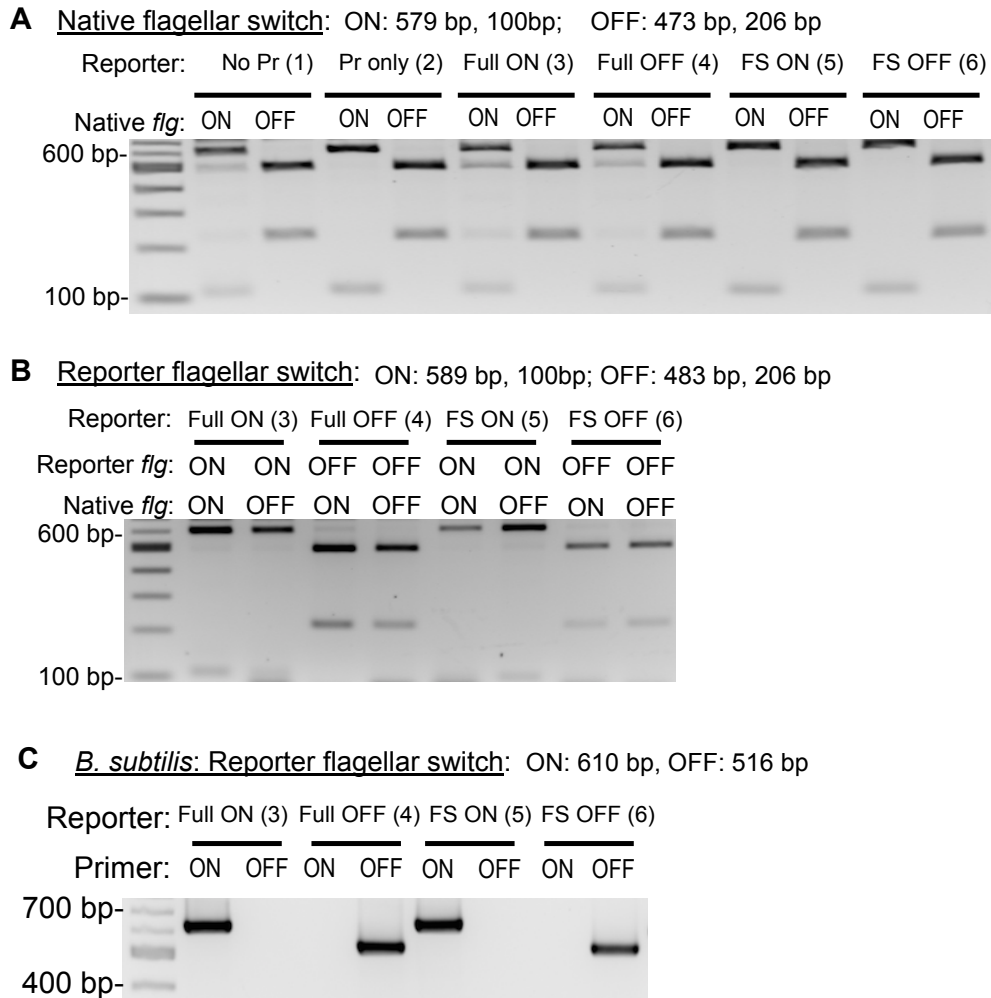 A Native flagellar switch: ON: 579 bp, 100bp; OFF: 473 bp, 206 bp
Reporter: No Pr (1) Pr only (2) Full ON (3) Full OFF (4) FS ON (5) FS OFF (6)
Native flg: ON OFF ON OFF ON OFF ON OFF ON OFF ON OFF
600 bp-
100 bp-
B Reporter flagellar switch: ON: 589 bp, 100bp; OFF: 483 bp, 206 bp
Reporter: Full ON (3) Full OFF (4) FS ON (5) FS OFF (6)
Reporter flg: ON ON OFF OFF ON ON OFF OFF
Native flg: ON OFF ON OFF ON OFF ON OFF
600 bp-
100 bp-
C B. subtilis: Reporter flagellar switch: ON: 610 bp, OFF: 516 bp
Reporter: Full ON (3) Full OFF (4) FS ON (5) FS OFF (6)
Primer: ON OFF ON OFF ON OFF ON OFF
700 bp-
400 bp-